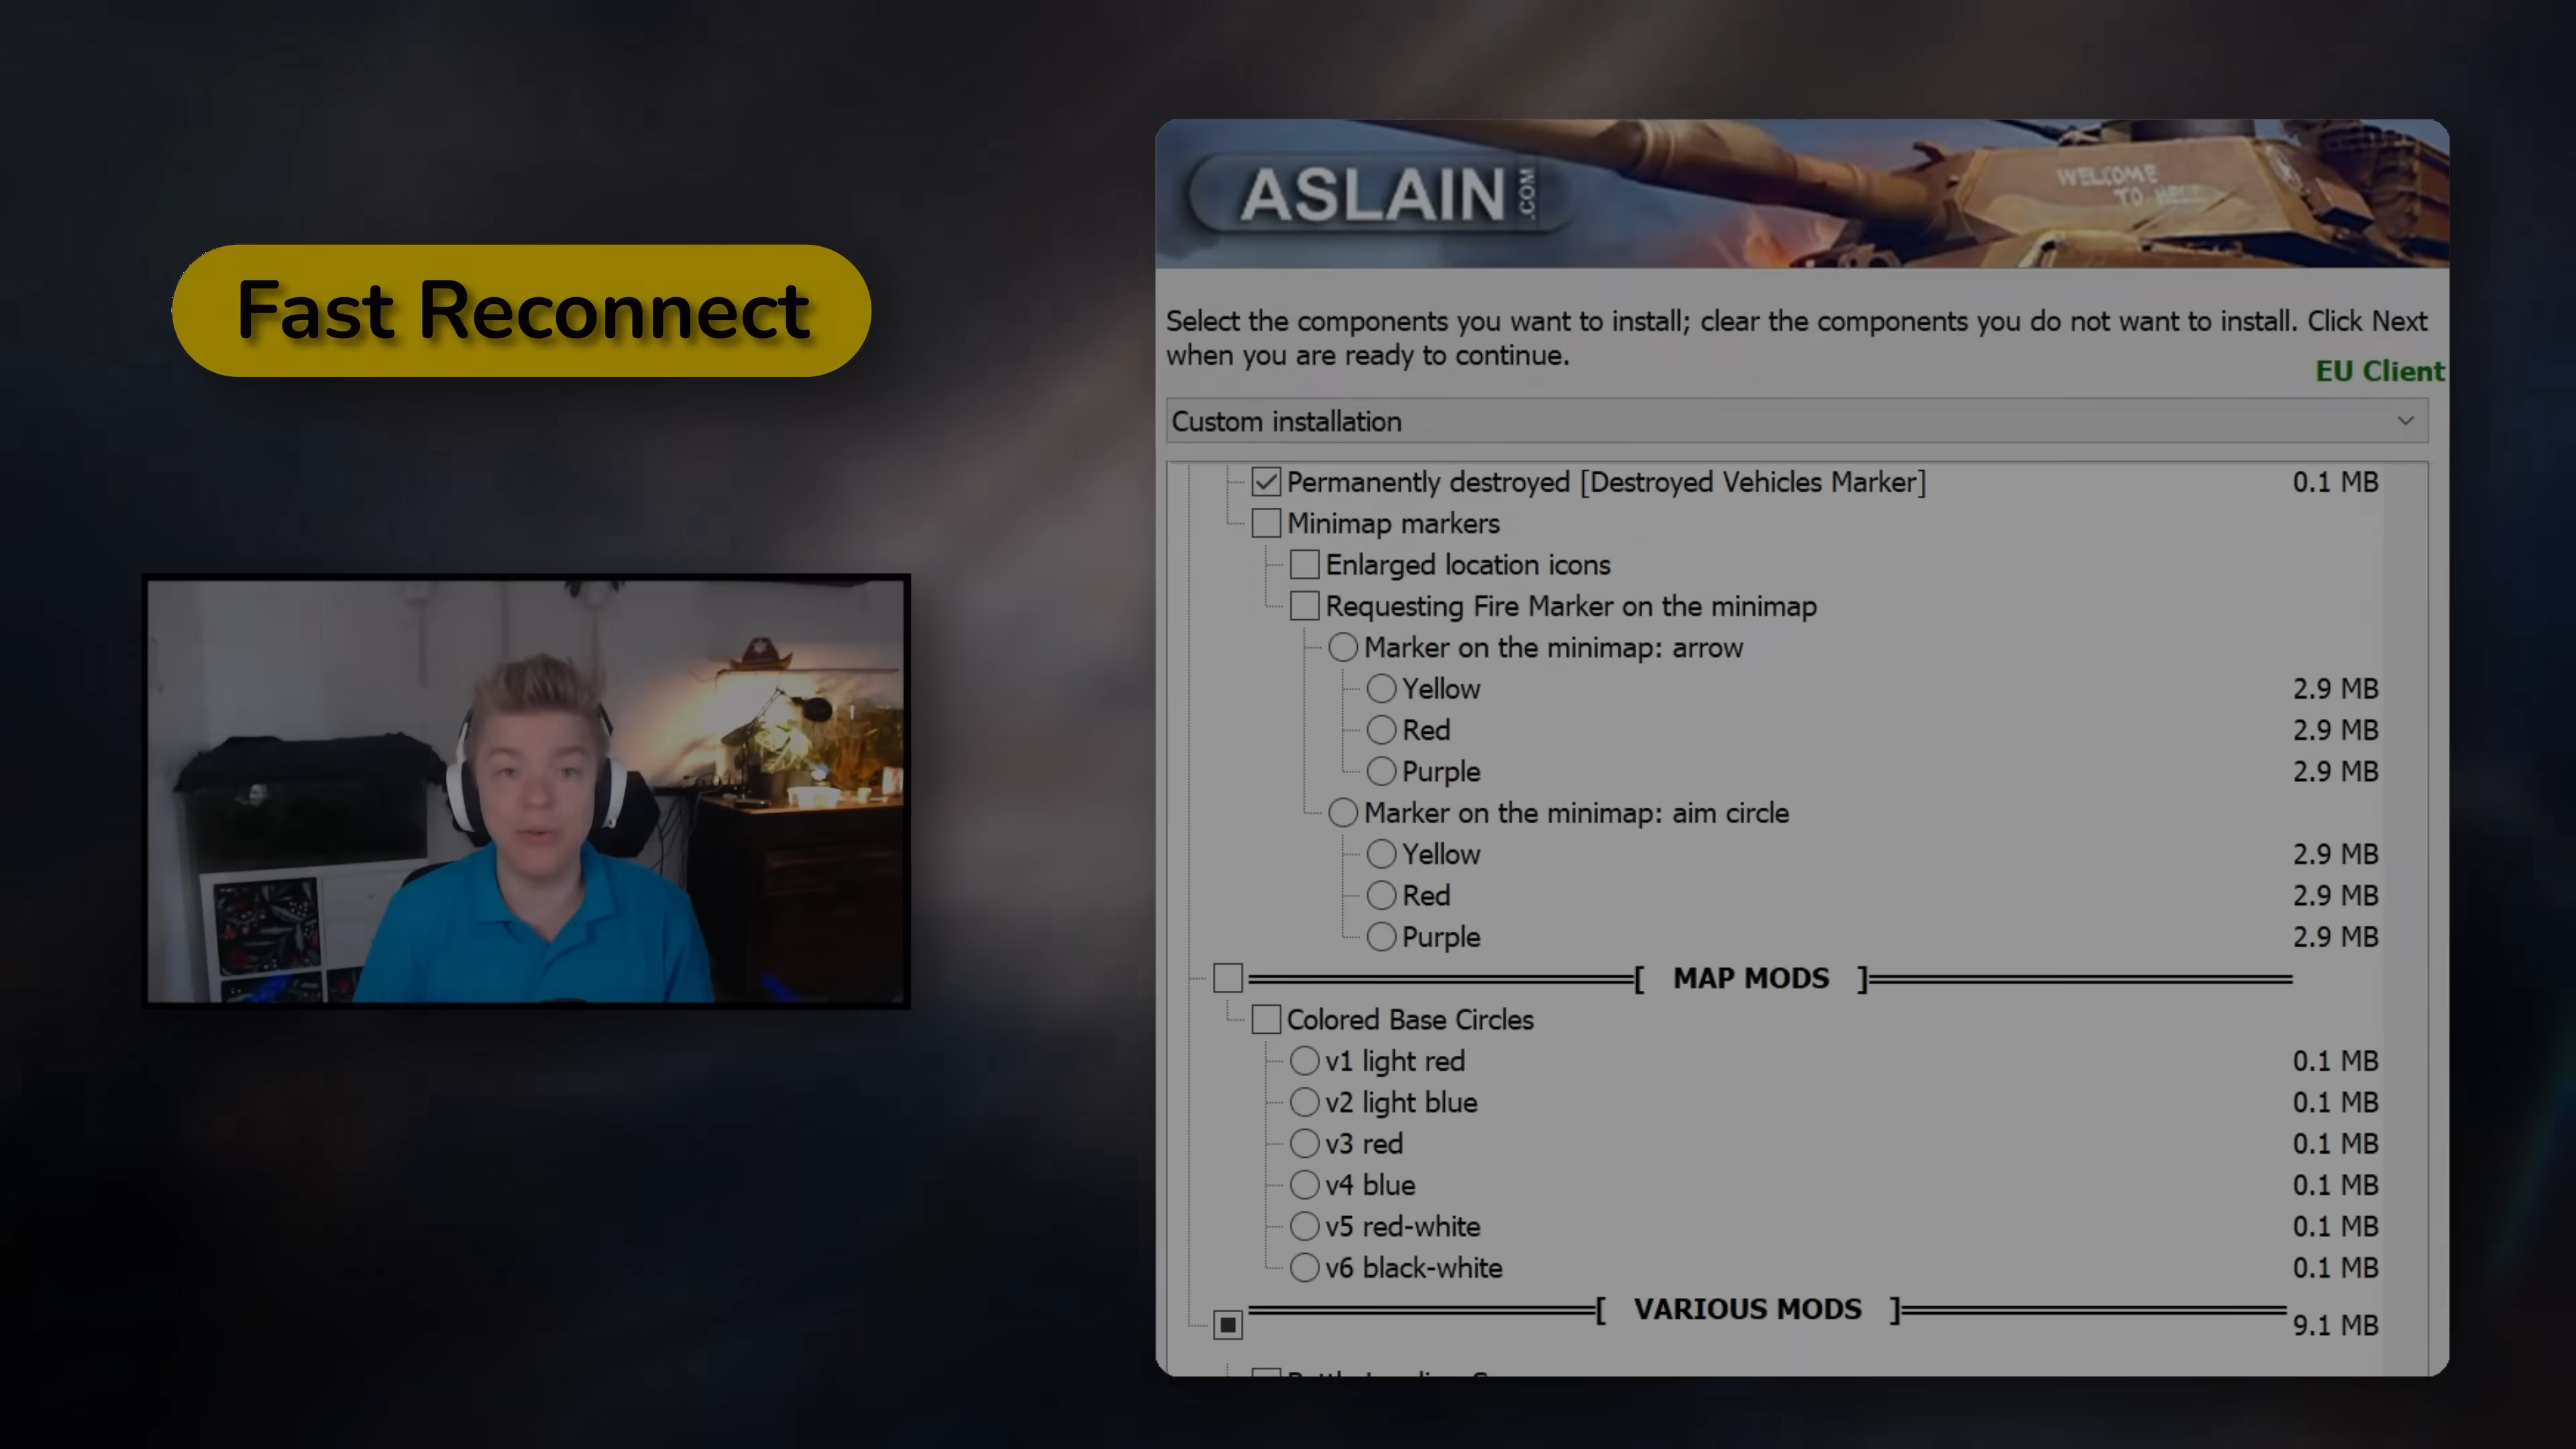 Fast Reconnect
ASLAIN.COM
WELCOME
TO HELL
Select the components you want to install; clear the components you do not want to install. Click Next
when you are ready to continue.
EU Client
Custom installation
Permanently destroyed [Destroyed Vehicles Marker] 0.1 MB
Minimap markers
Enlarged location icons
Requesting Fire Marker on the minimap
Marker on the minimap: arrow
Yellow 2.9 MB
Red 2.9 MB
Purple 2.9 MB
Marker on the minimap: aim circle
Yellow 2.9 MB
Red 2.9 MB
Purple 2.9 MB
[ MAP MODS ]
Colored Base Circles
v1 light red 0.1 MB
v2 light blue 0.1 MB
v3 red 0.1 MB
v4 blue 0.1 MB
v5 red-white 0.1 MB
v6 black-white 0.1 MB
[ VARIOUS MODS ] 9.1 MB